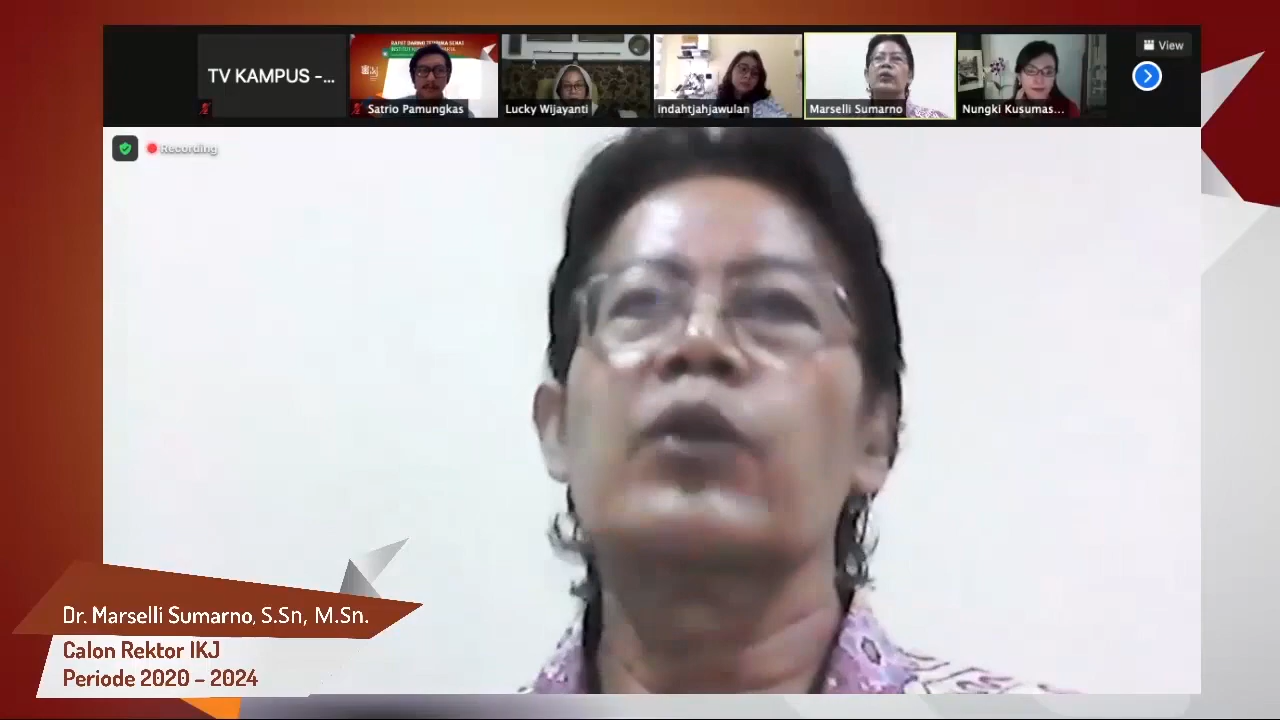 TV KAMPUS -...
Satrio Pamungkas
Lucky Wijayanti
indahtjahjawulan
Marselli Sumarno
Nungki Kusumas...
View
Recording
Dr. Marselli Sumarno, S.Sn, M.Sn.
Calon Rektor IKJ
Periode 2020 – 2024